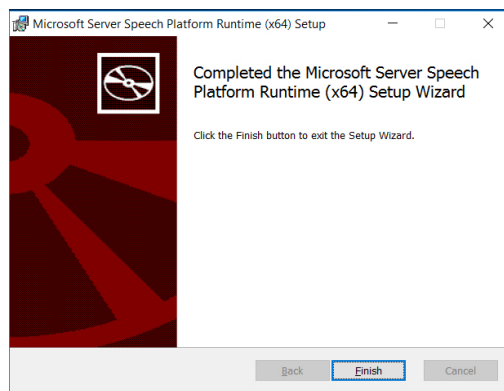 Microsoft Server Speech Platform Runtime (x64) Setup
Completed the Microsoft Server Speech
Platform Runtime (x64) Setup Wizard
Click the Finish button to exit the Setup Wizard.
Back Finish Cancel